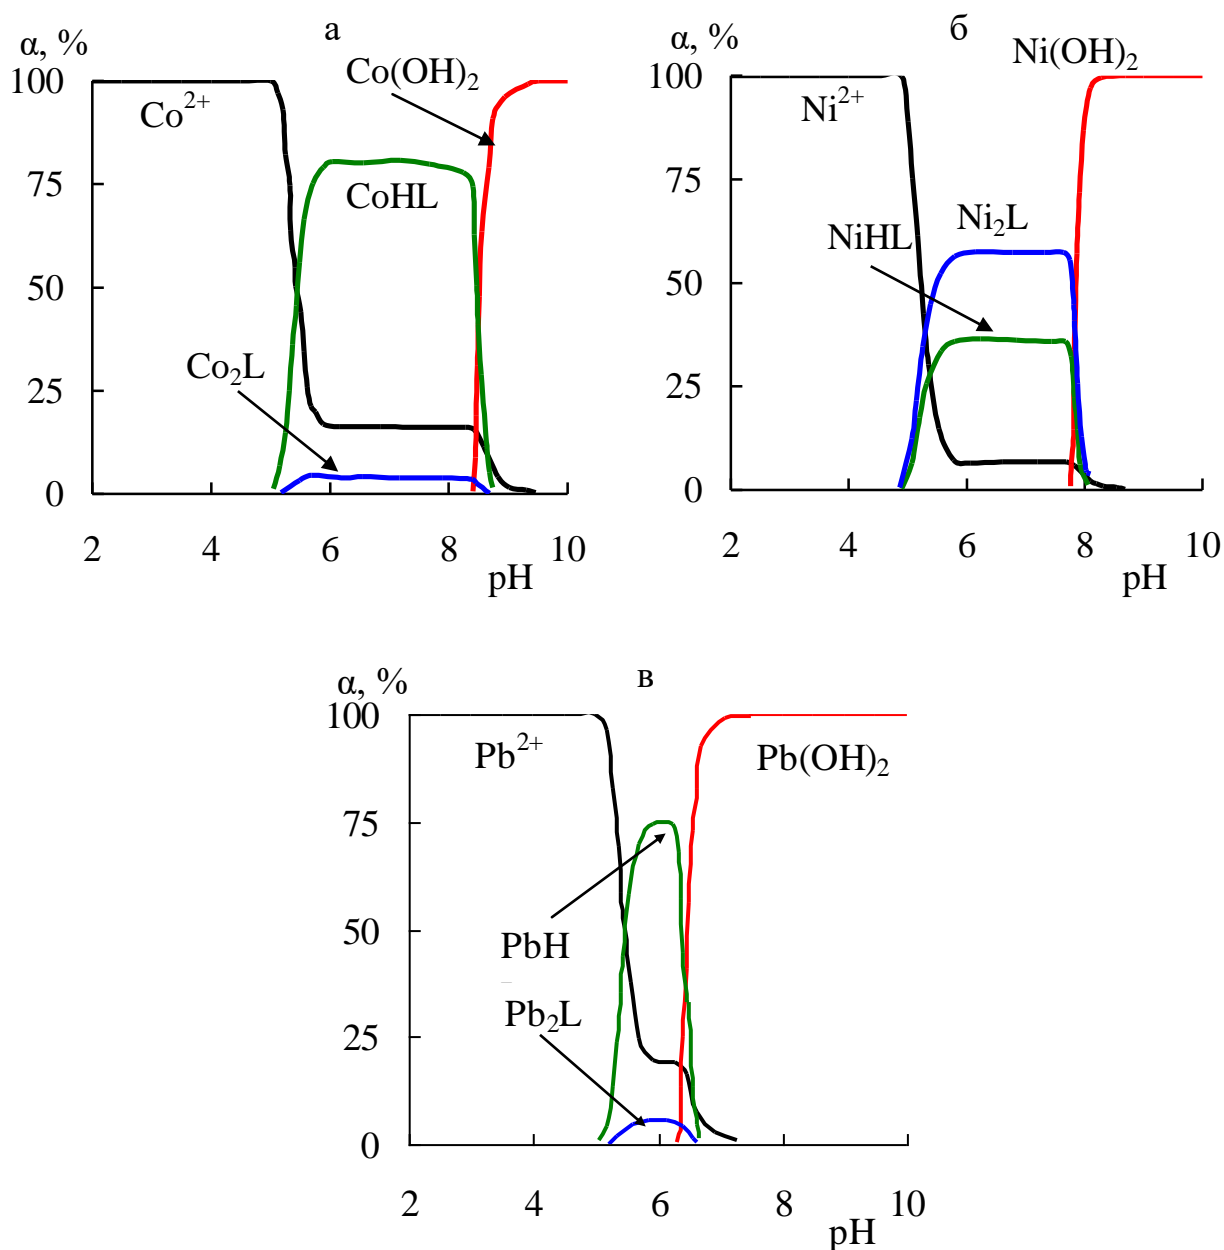 а
α, %
100
75
50
25
0
Co²⁺
Co(OH)₂
CoHL
Co₂L
2 4 6 8 10
pH
б
α, %
100
75
50
25
0
Ni²⁺
Ni(OH)₂
NiHL
Ni₂L
2 4 6 8 10
pH
в
α, %
100
75
50
25
0
Pb²⁺
Pb(OH)₂
PbH
Pb₂L
2 4 6 8 10
pH